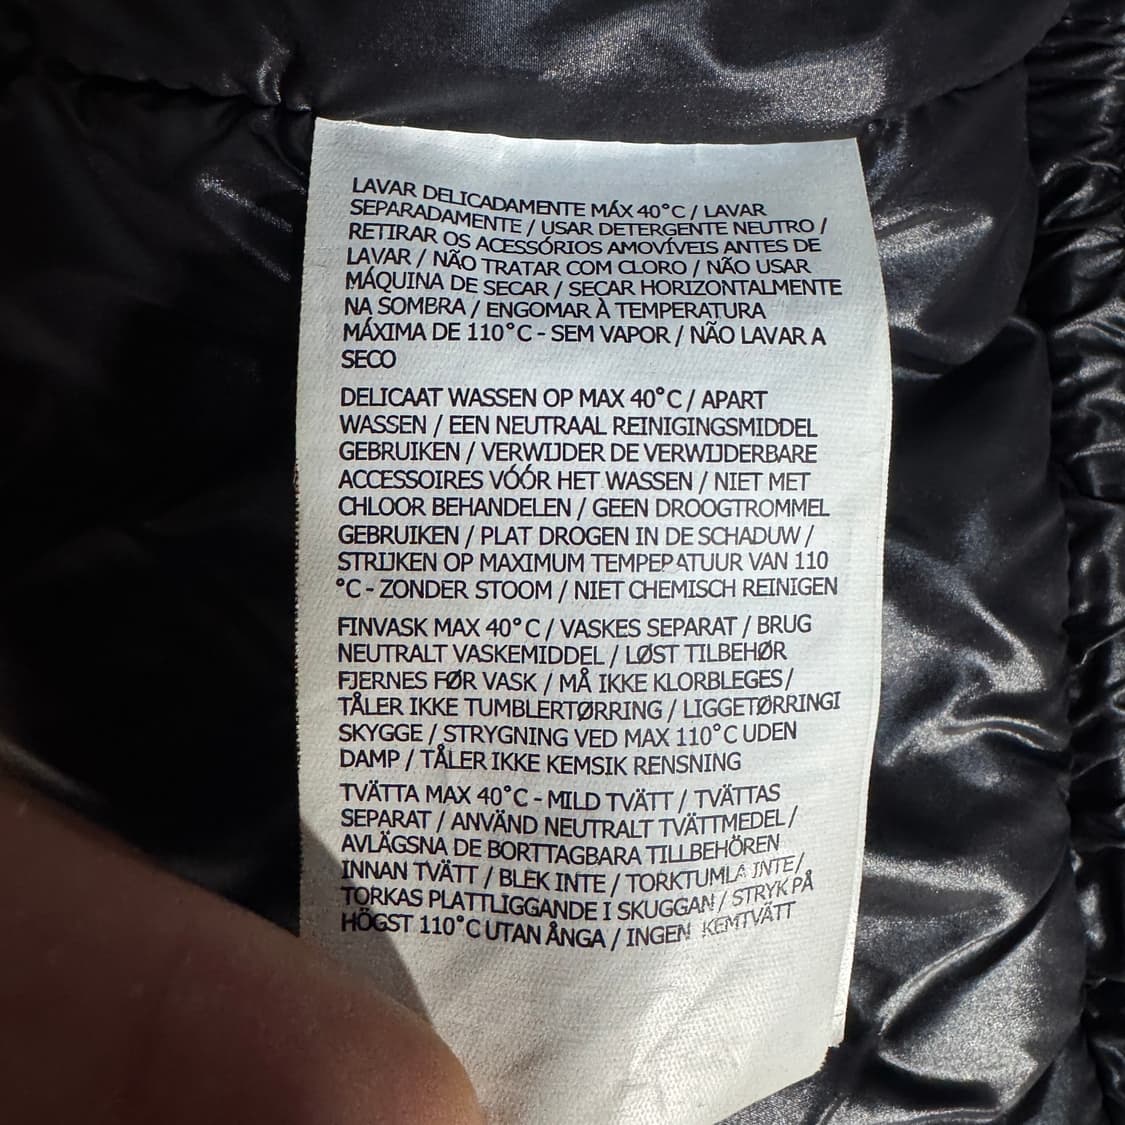 LAVAR DELICADAMENTE MÁX 40°C / LAVAR
SEPARADAMENTE / USAR DETERGENTE NEUTRO /
RETIRAR OS ACESSÓRIOS AMOVÍVEIS ANTES DE
LAVAR / NÃO TRATAR COM CLORO / NÃO USAR
MÁQUINA DE SECAR / SECAR HORIZONTALMENTE
NA SOMBRA / ENGOMAR À TEMPERATURA
MÁXIMA DE 110°C - SEM VAPOR / NÃO LAVAR A
SECO
DELICAAT WASSEN OP MAX 40°C / APART
WASSEN / EEN NEUTRAAL REINIGINGSMIDDEL
GEBRUIKEN / VERWIJDER DE VERWIJDERBARE
ACCESSOIRES VÓÓR HET WASSEN / NIET MET
CHLOOR BEHANDELEN / GEEN DROOGTROMMEL
GEBRUIKEN / PLAT DROGEN IN DE SCHADUW /
STRIJKEN OP MAXIMUM TEMPEPATUUR VAN 110
°C - ZONDER STOOM / NIET CHEMISCH REINIGEN
FINVASK MAX 40°C / VASKES SEPARAT / BRUG
NEUTRALT VASKEMIDDEL / LØST TILBEHØR
FJERNES FØR VASK / MÅ IKKE KLORBLEGES /
TÅLER IKKE TUMBLERTØRRING / LIGGETØRRINGI
SKYGGE / STRYGNING VED MAX 110°C UDEN
DAMP / TÅLER IKKE KEMSIK RENSNING
TVÄTTA MAX 40°C - MILD TVÄTT / TVÄTTAS
SEPARAT / ANVÄND NEUTRALT TVÄTTMEDEL /
AVLÄGSNA DE BORTTAGBARA TILLBEHÖREN
INNAN TVÄTT / BLEK INTE / TORKTUMLA INTE /
TORKAS PLATTLIGGANDE I SKUGGAN / STRYK PÅ
HÖGST 110°C UTAN ÅNGA / INGEN KEMTVÄTT